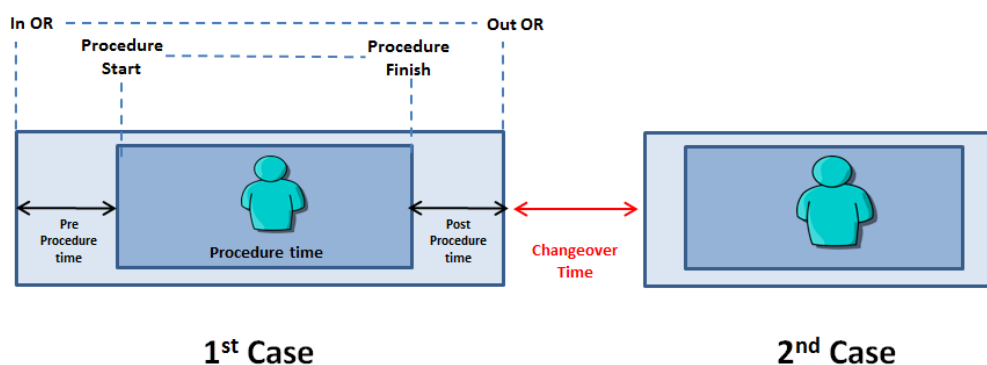 In OR
Out OR
Procedure
Start
Procedure
Finish
Pre
Procedure
time
Procedure time
Post
Procedure
time
Changeover
Time
1st Case
2nd Case